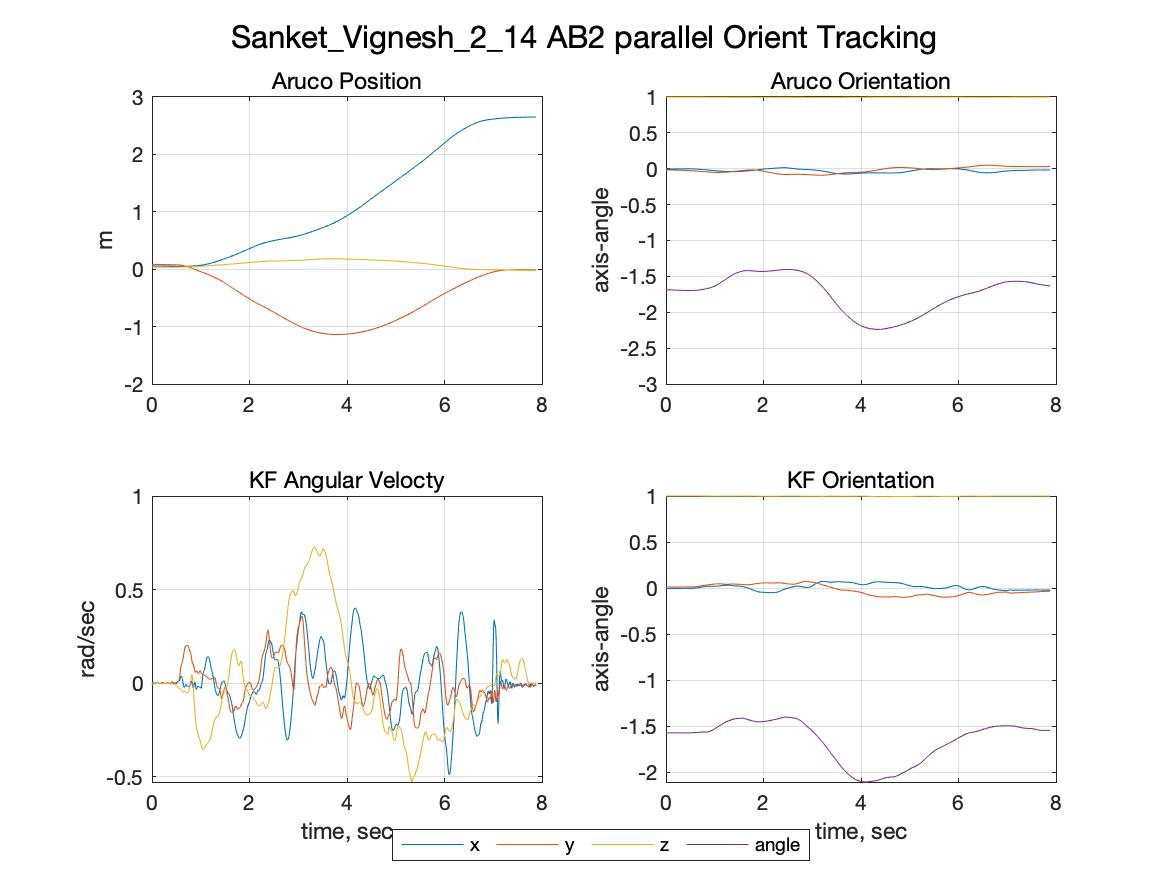 Sanket_Vignesh_2_14 AB2 parallel Orient Tracking
Aruco Position
3
2
1
0
-1
-2
m
0 2 4 6 8
Aruco Orientation
1
0.5
0
-0.5
-1
-1.5
-2
-2.5
-3
axis-angle
0 2 4 6 8
KF Angular Velocty
1
0.5
0
-0.5
rad/sec
0 2 4 6 8
time, sec
KF Orientation
1
0.5
0
-0.5
-1
-1.5
-2
axis-angle
0 2 4 6 8
time, sec
x y z angle